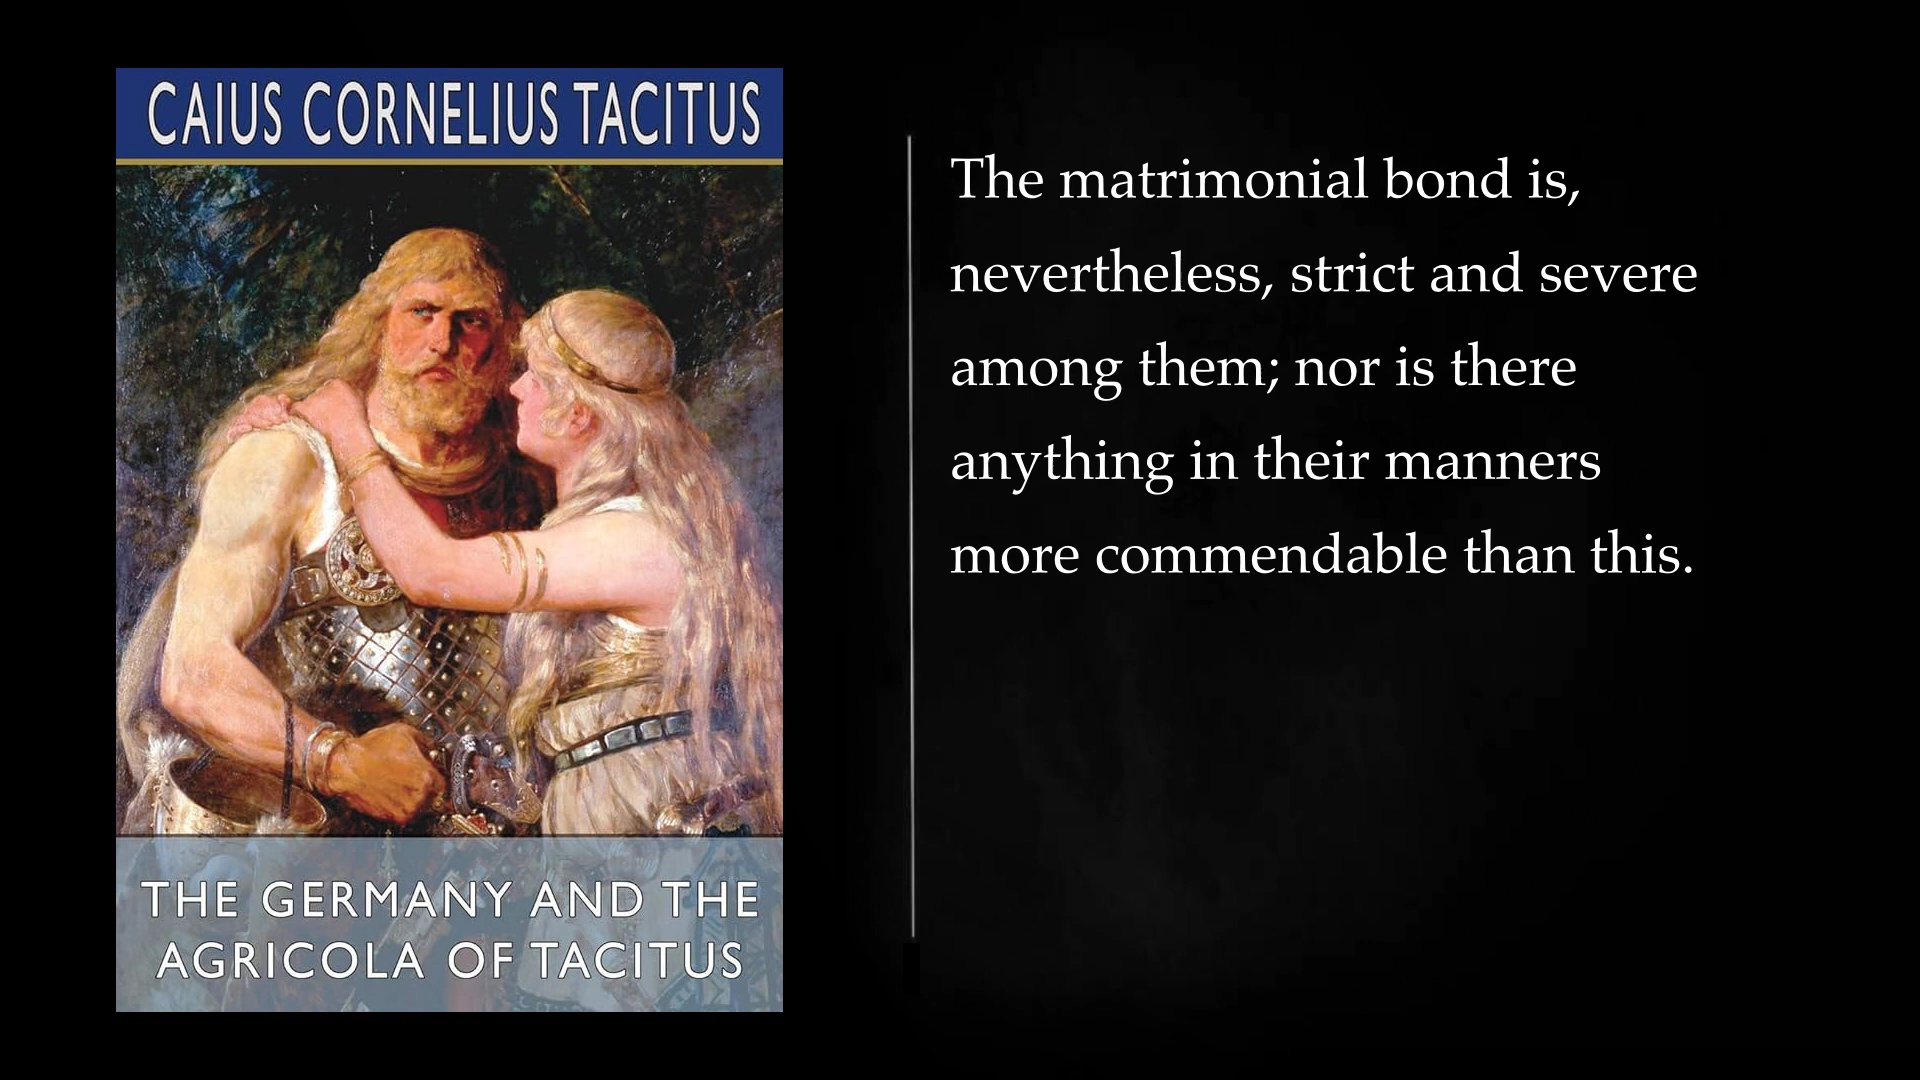 CAIUS CORNELIUS TACITUS
THE GERMANY AND THE
AGRICOLA OF TACITUS
The matrimonial bond is,
nevertheless, strict and severe
among them; nor is there
anything in their manners
more commendable than this.